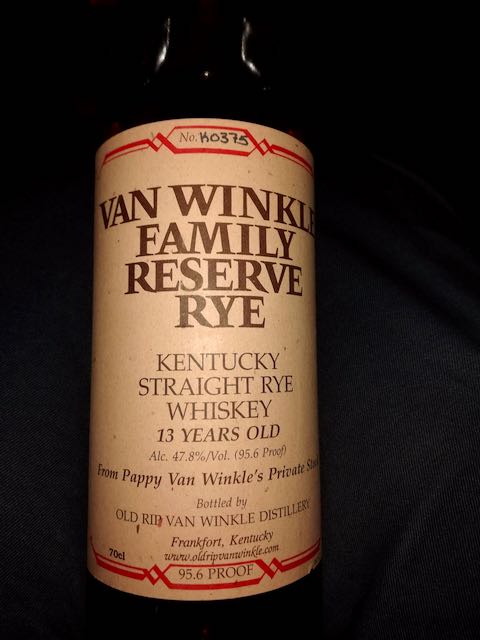 No. K0375
VAN WINKLE
FAMILY
RESERVE
RYE
KENTUCKY
STRAIGHT RYE
WHISKEY
13 YEARS OLD
Alc. 47.8%/Vol. (95.6 Proof)
From Pappy Van Winkle's Private
Bottled by
OLD RIP VAN WINKLE DISTILLERY
Frankfort, Kentucky
70cl www.oldripvanwinkle.com
95.6 PROOF